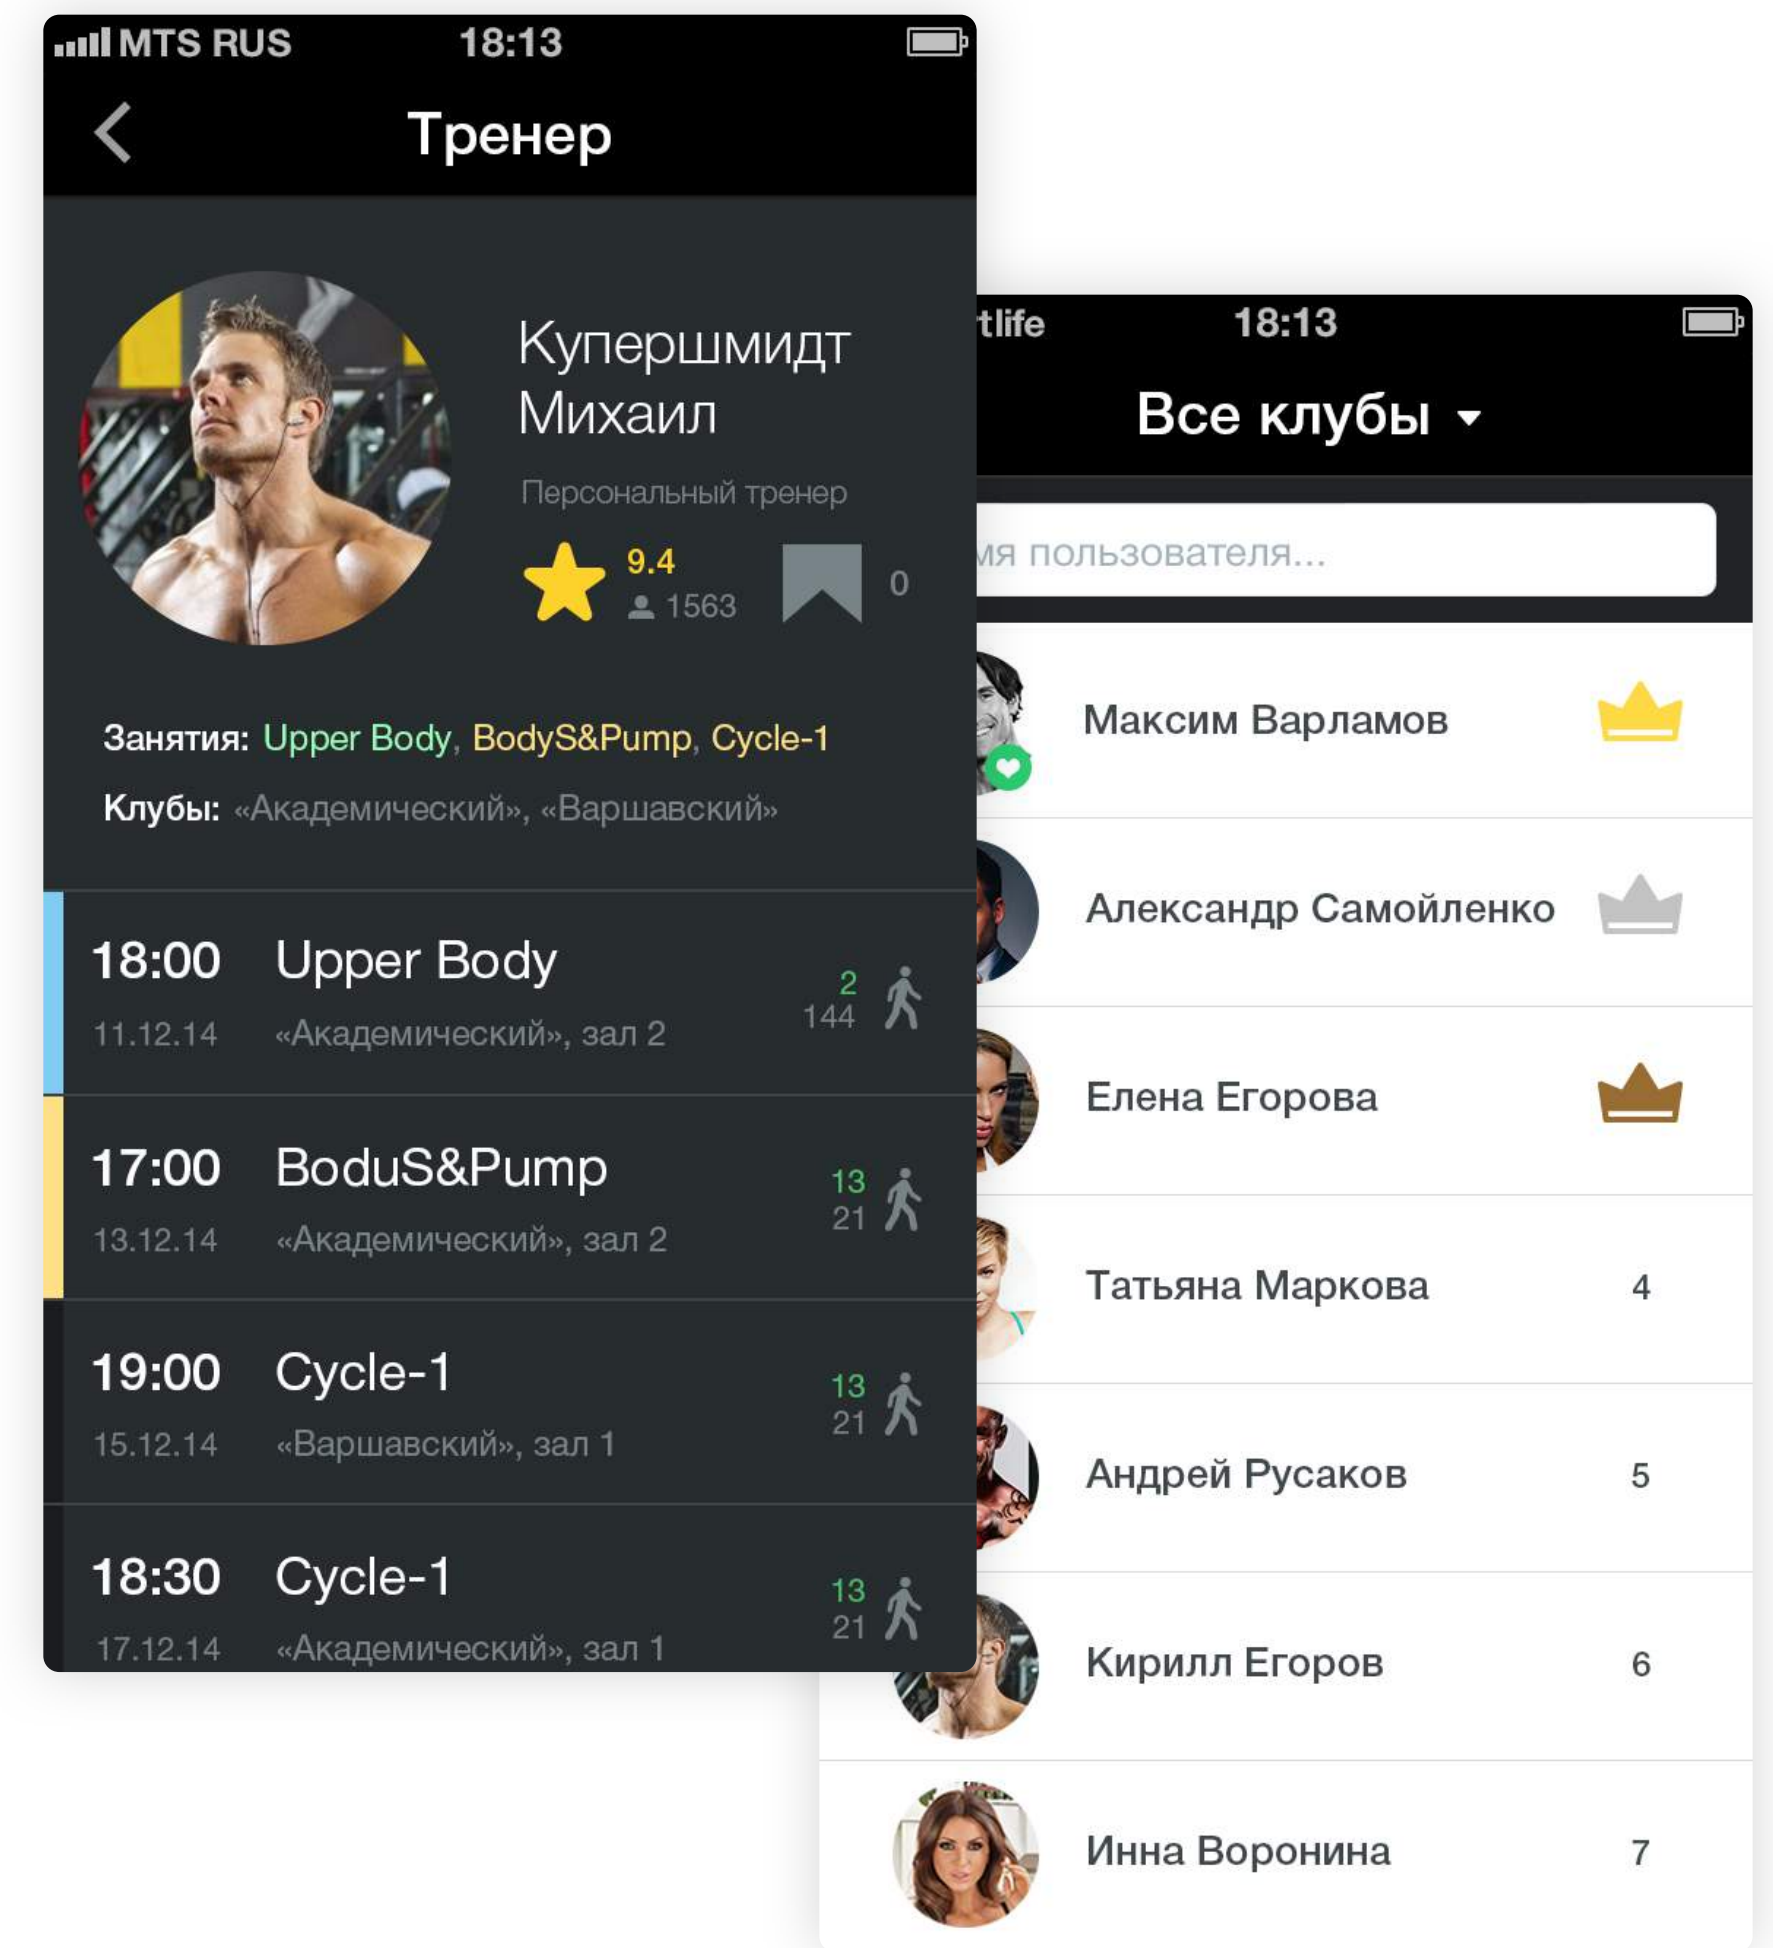 MTS RUS 18:13
Тренер
Купершмидт
Михаил
Персональный тренер
9.4
1563
0
Занятия: Upper Body, BodyS&Pump, Cycle-1
Клубы: «Академический», «Варшавский»
18:00 Upper Body
2
11.12.14 «Академический», зал 2
144
17:00 BoduS&Pump
13
13.12.14 «Академический», зал 2
21
19:00 Cycle-1
13
15.12.14 «Варшавский», зал 1
21
18:30 Cycle-1
13
17.12.14 «Академический», зал 1
21
tlife 18:13
Все клубы
мя пользователя...
Максим Варламов
Александр Самойленко
Елена Егорова
Татьяна Маркова 4
Андрей Русаков 5
Кирилл Егоров 6
Инна Воронина 7